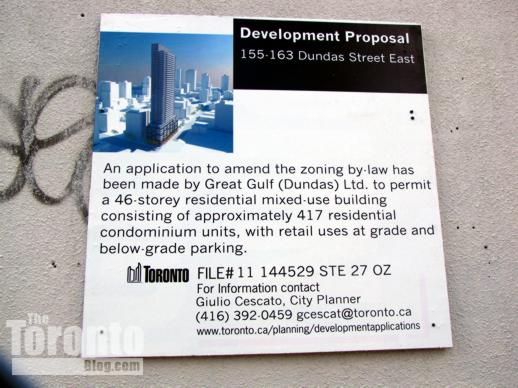 Development Proposal
155-163 Dundas Street East
An application to amend the zoning by-law has
been made by Great Gulf (Dundas) Ltd. to permit
a 46-storey residential mixed-use building
consisting of approximately 417 residential
condominium units, with retail uses at grade and
below-grade parking.
TORONTO FILE# 11 144529 STE 27 OZ
For Information contact
Giulio Cescato, City Planner
(416) 392-0459 gcescat@toronto.ca
www.toronto.ca/planning/developmentapplications
The
Toronto
Blog.com